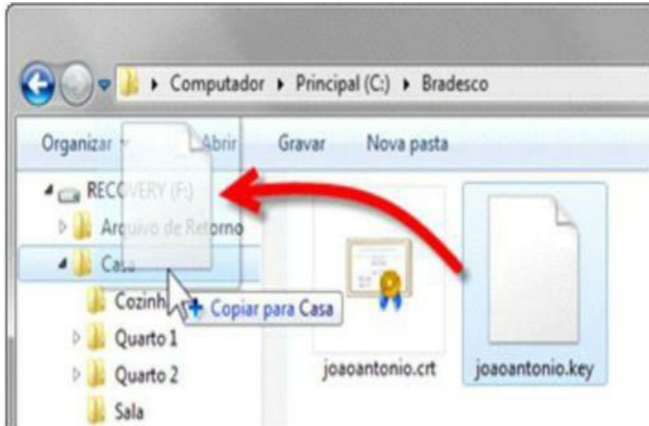 Computador Principal (C:) Bradesco
Organizar Abrir Gravar Nova pasta
RECOVERY (F:)
Arquivo de Retorno
Casa
Cozinh
Copiar para Casa
Quarto 1
Quarto 2
Sala
joaoantonio.crt
joaoantonio.key